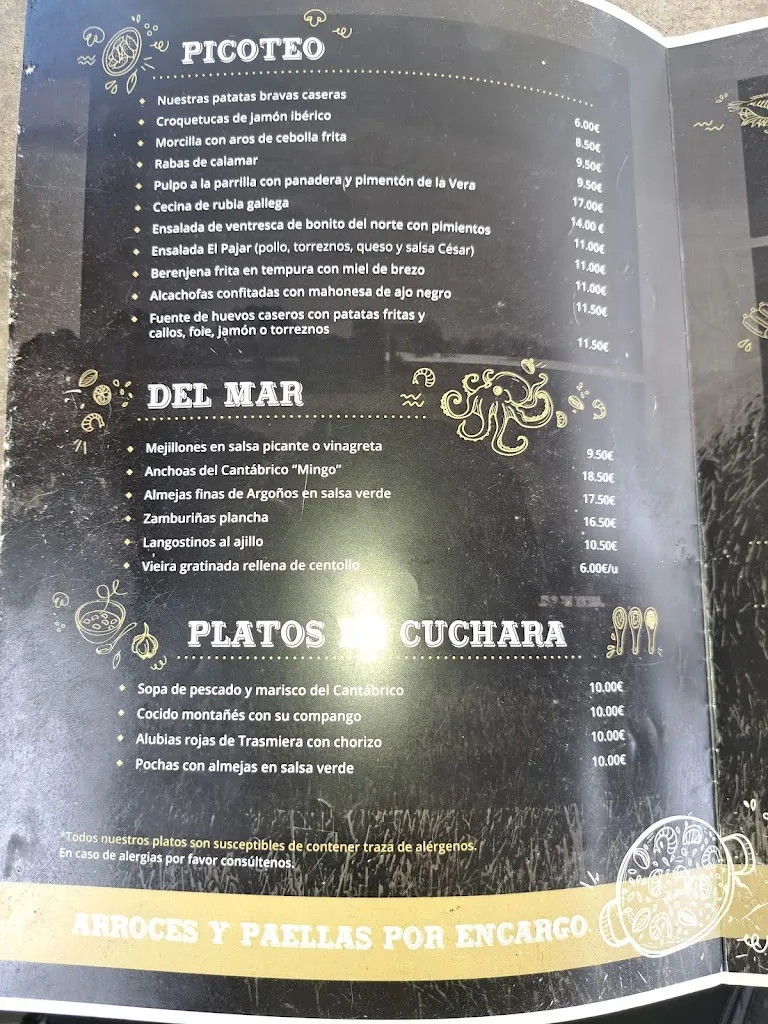 PICOTEO
Nuestras patatas bravas caseras 6.00€
Croquetucas de jamón ibérico 8.50€
Morcilla con aros de cebolla frita 9.50€
Rabas de calamar 9.50€
Pulpo a la parrilla con panadera y pimentón de la Vera 17.00€
Cecina de rubia gallega 14.00 €
Ensalada de ventresca de bonito del norte con pimientos 11.00€
Ensalada El Pajar (pollo, torreznos, queso y salsa César) 11.00€
Berenjena frita en tempura con miel de brezo 11.00€
Alcachofas confitadas con mahonesa de ajo negro 11.50€
Fuente de huevos caseros con patatas fritas y
callos, foie, jamón o torreznos 11.50€
DEL MAR
Mejillones en salsa picante o vinagreta 9.50€
Anchoas del Cantábrico “Mingo” 18.50€
Almejas finas de Argoños en salsa verde 17.50€
Zamburiñas plancha 16.50€
Langostinos al ajillo 10.50€
Vieira gratinada rellena de centollo 6.00€/u
PLATOS CUCHARA
Sopa de pescado y marisco del Cantábrico 10.00€
Cocido montañés con su compango 10.00€
Alubias rojas de Trasmiera con chorizo 10.00€
Pochas con almejas en salsa verde 10.00€
*Todos nuestros platos son susceptibles de contener traza de alérgenos.
En caso de alergias por favor consúltenos.
ARROCES Y PAELLAS POR ENCARGO